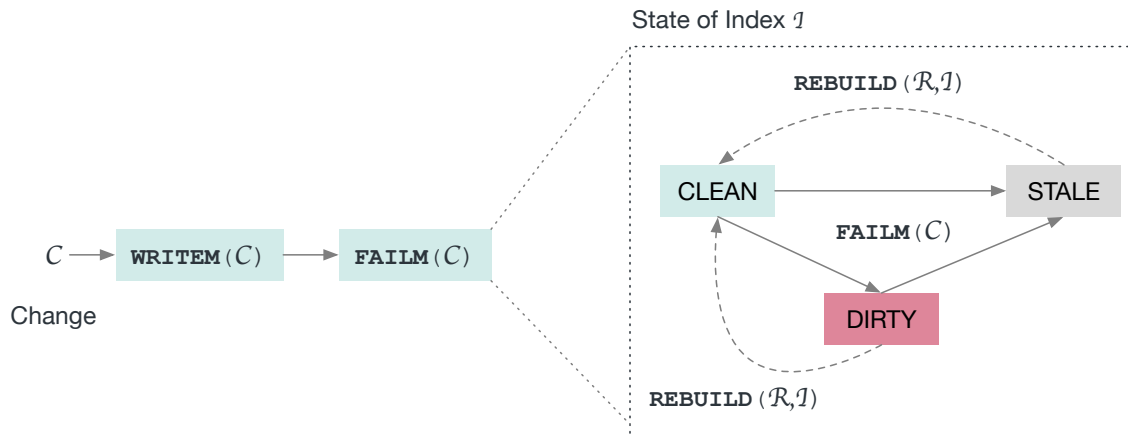 State of Index ℐ
REBUILD(ℛ,ℐ)
CLEAN
STALE
FAILM(C)
C
WRITEM(C)
FAILM(C)
Change
DIRTY
REBUILD(ℛ,ℐ)